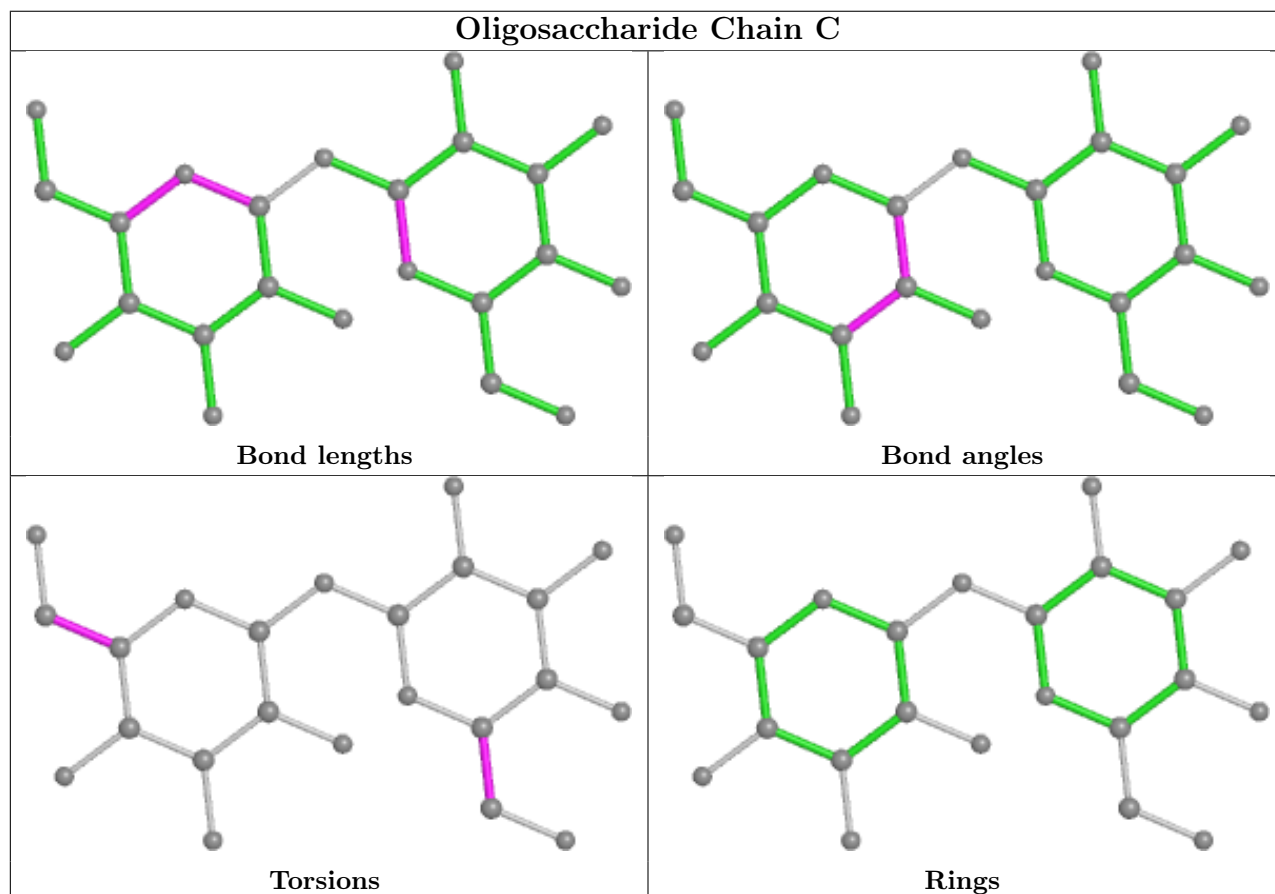 Oligosaccharide Chain C
Bond lengths
Bond angles
Torsions
Rings